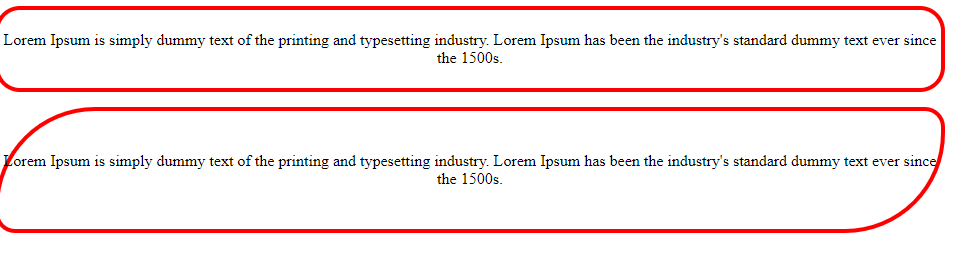 Lorem Ipsum is simply dummy text of the printing and typesetting industry. Lorem Ipsum has been the industry's standard dummy text ever since
the 1500s.
Lorem Ipsum is simply dummy text of the printing and typesetting industry. Lorem Ipsum has been the industry's standard dummy text ever since
the 1500s.